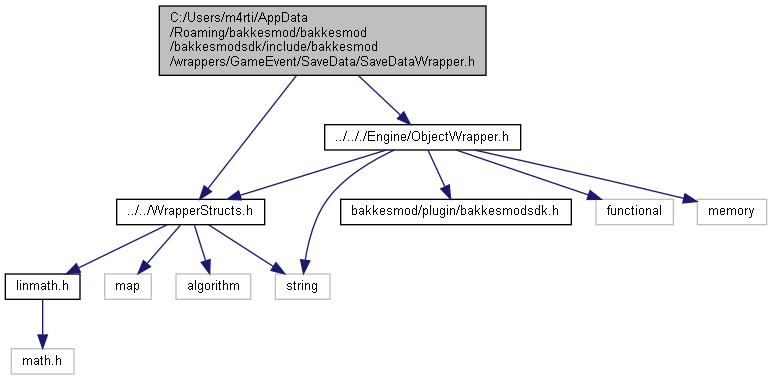 C:/Users/m4rti/AppData
/Roaming/bakkesmod/bakkesmod
/bakkesmodsdk/include/bakkesmod
/wrappers/GameEvent/SaveData/SaveDataWrapper.h
../.././Engine/ObjectWrapper.h
../../WrapperStructs.h
bakkesmod/plugin/bakkesmodsdk.h
functional
memory
linmath.h
map
algorithm
string
math.h